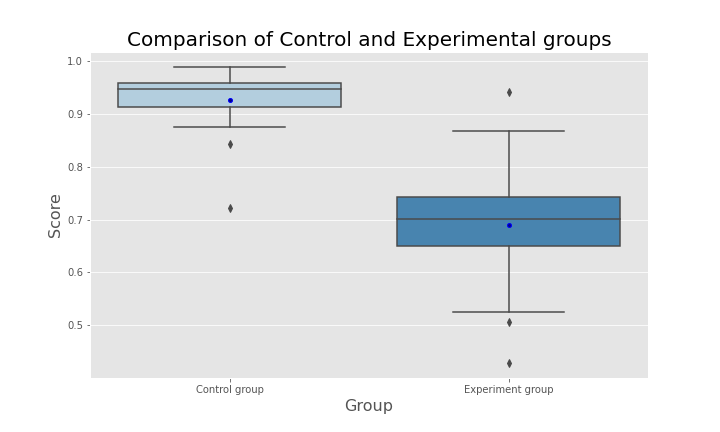 Comparison of Control and Experimental groups
1.0
0.9
0.8
0.7
0.6
0.5
Score
Control group
Experiment group
Group